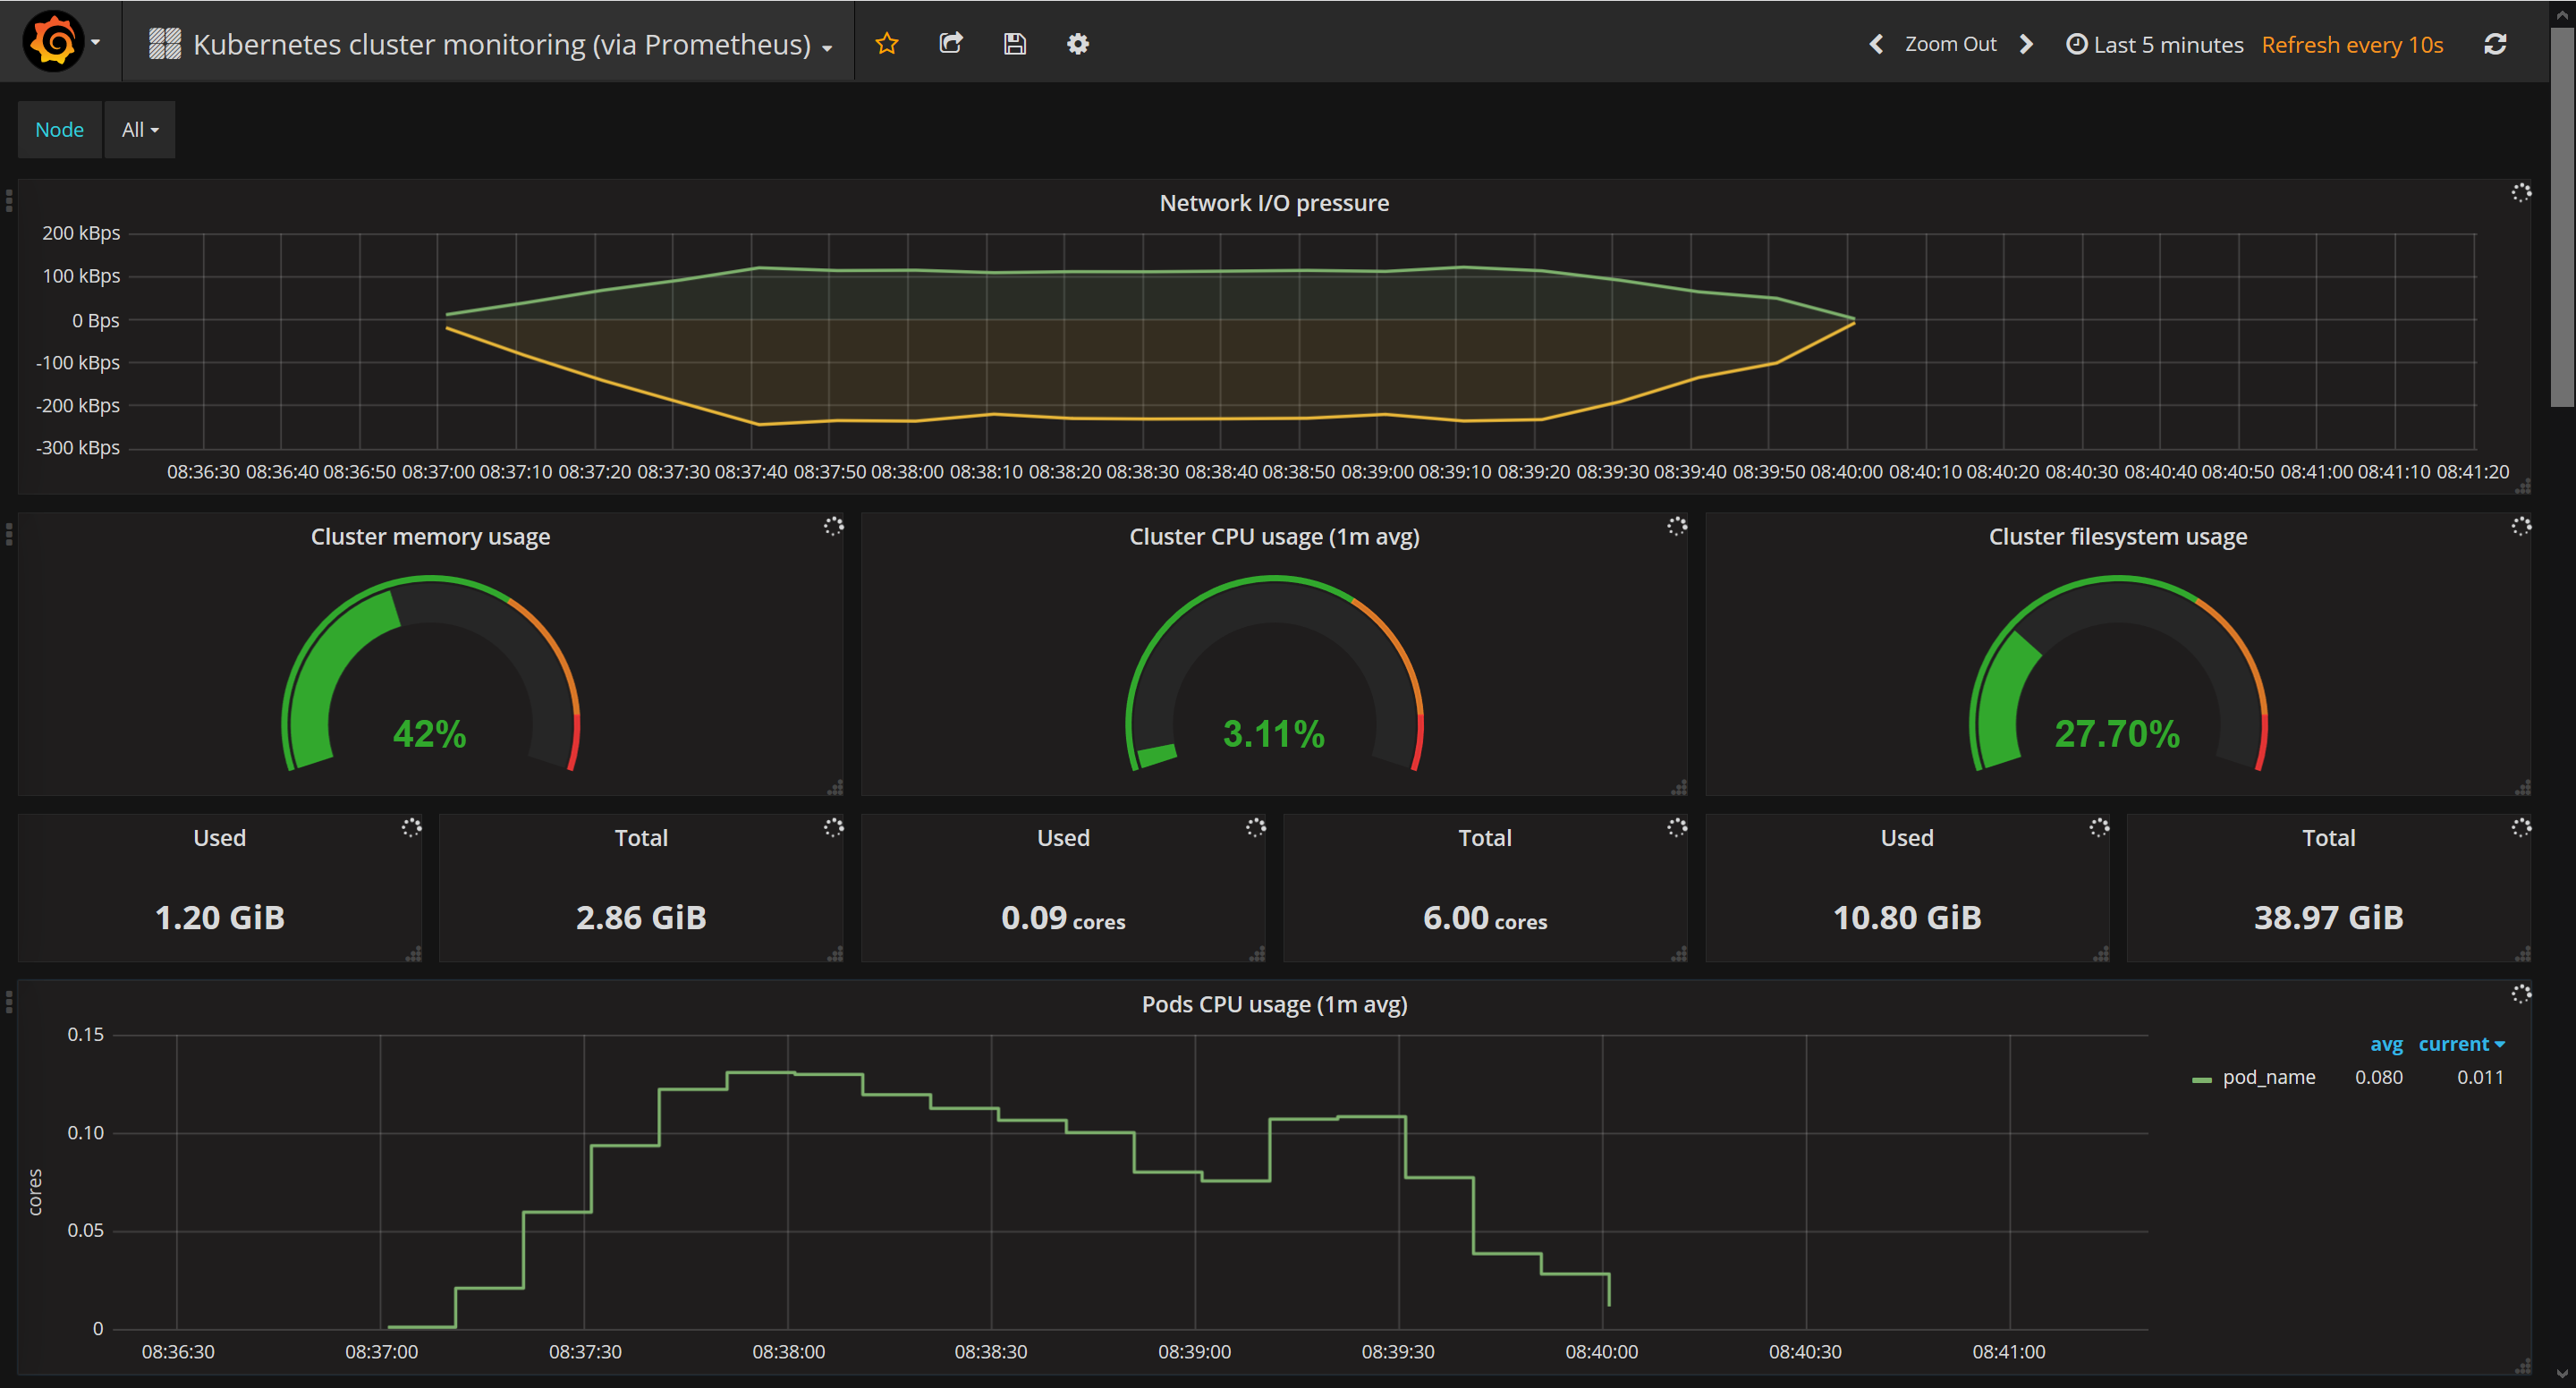 Kubernetes cluster monitoring (via Prometheus)
Zoom Out
Last 5 minutes
Refresh every 10s
Node
All
Network I/O pressure
200 kBps
100 kBps
0 Bps
-100 kBps
-200 kBps
-300 kBps
08:36:30 08:36:40 08:36:50 08:37:00 08:37:10 08:37:20 08:37:30 08:37:40 08:37:50 08:38:00 08:38:10 08:38:20 08:38:30 08:38:40 08:38:50 08:39:00 08:39:10 08:39:20 08:39:30 08:39:40 08:39:50 08:40:00 08:40:10 08:40:20 08:40:30 08:40:40 08:40:50 08:41:00 08:41:10 08:41:20
Cluster memory usage
42%
Cluster CPU usage (1m avg)
3.11%
Cluster filesystem usage
27.70%
Used
1.20 GiB
Total
2.86 GiB
Used
0.09 cores
Total
6.00 cores
Used
10.80 GiB
Total
38.97 GiB
Pods CPU usage (1m avg)
cores
0.15
0.10
0.05
0
08:36:30 08:37:00 08:37:30 08:38:00 08:38:30 08:39:00 08:39:30 08:40:00 08:40:30 08:41:00
avg current
pod_name 0.080 0.011